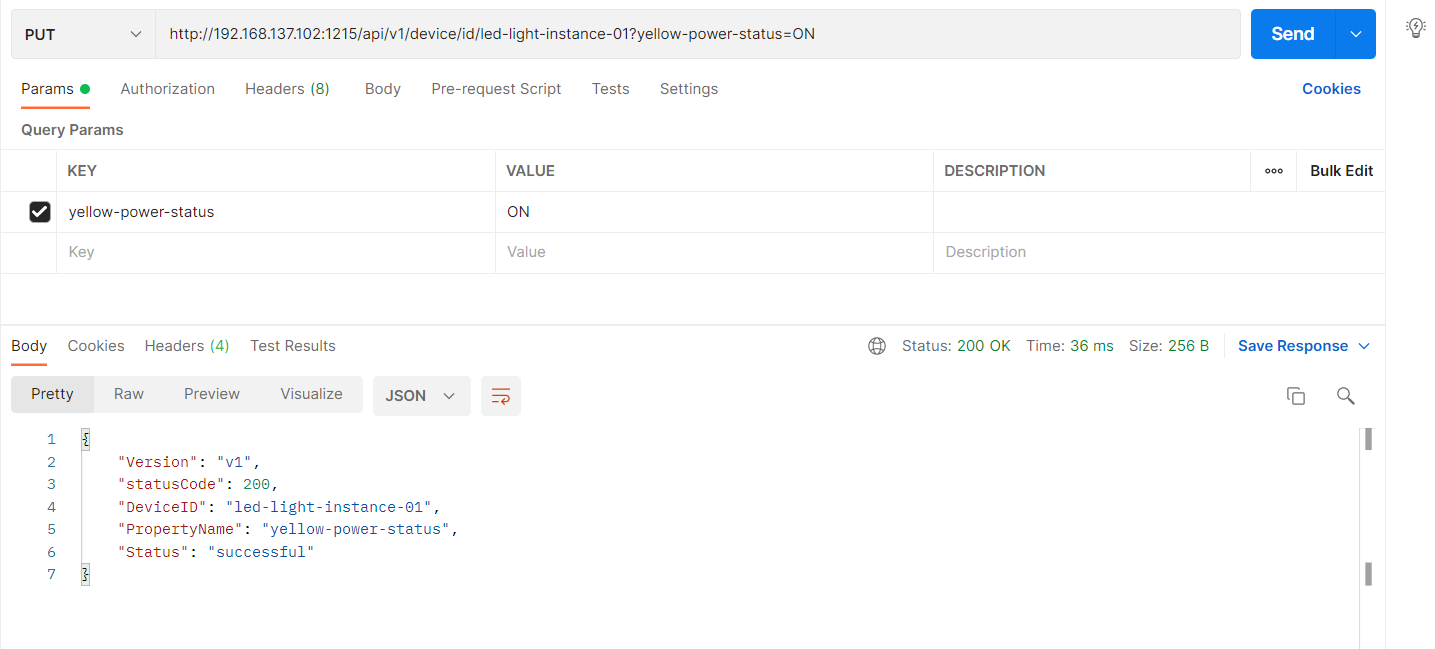 PUT http://192.168.137.102:1215/api/v1/device/id/led-light-instance-01?yellow-power-status=ON Send
Params Authorization Headers (8) Body Pre-request Script Tests Settings Cookies
Query Params
KEY VALUE DESCRIPTION Bulk Edit
yellow-power-status ON
Key Value Description
Body Cookies Headers (4) Test Results Status: 200 OK Time: 36 ms Size: 256 B Save Response
Pretty Raw Preview Visualize JSON
1 {
2 "Version": "v1",
3 "statusCode": 200,
4 "DeviceID": "led-light-instance-01",
5 "PropertyName": "yellow-power-status",
6 "Status": "successful"
7 }